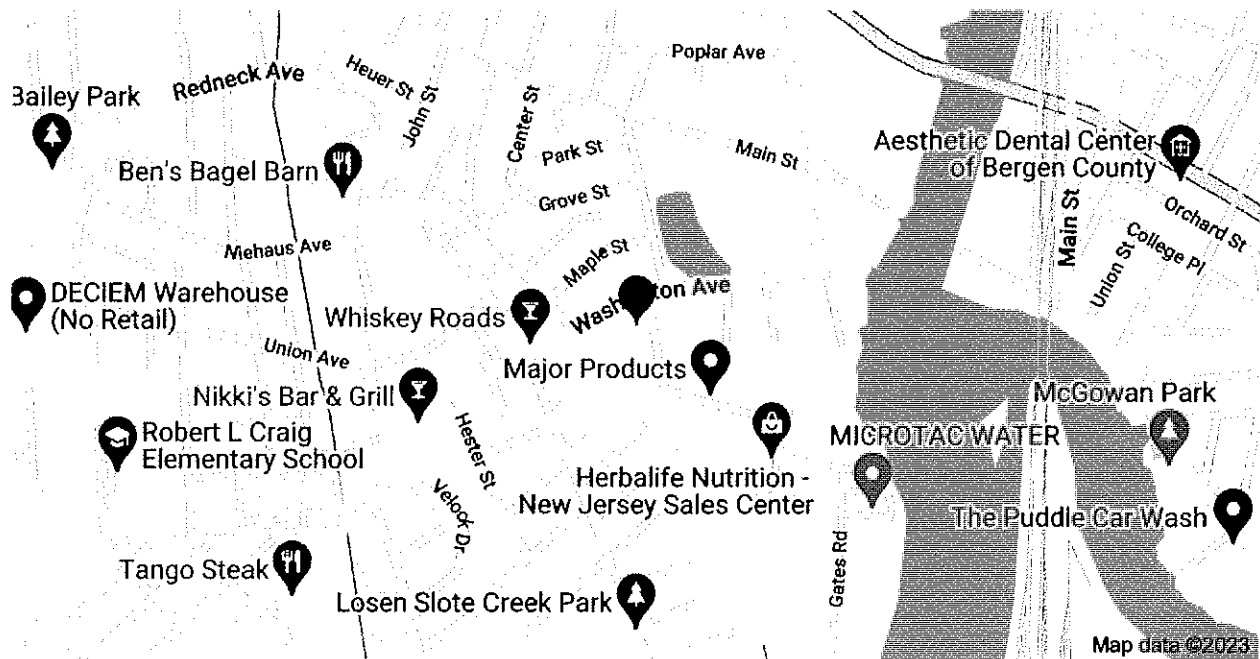 Poplar Ave
Heuer St
Redneck Ave
Bailey Park
John St
Center St
Park St
Main St
Aesthetic Dental Center
of Bergen County
Ben's Bagel Barn
Grove St
Main St
Orchard St
College Pl
Union St
Mehaus Ave
Maple St
DECIEM Warehouse
(No Retail)
Whiskey Roads
Washington Ave
Union Ave
Major Products
Nikki's Bar & Grill
McGowan Park
Robert L Craig
Elementary School
Hester St
MICROTAC WATER
Herbalife Nutrition -
New Jersey Sales Center
Velock Dr
The Puddle Car Wash
Tango Steak
Gates Rd
Losen Slote Creek Park
Map data ©2023